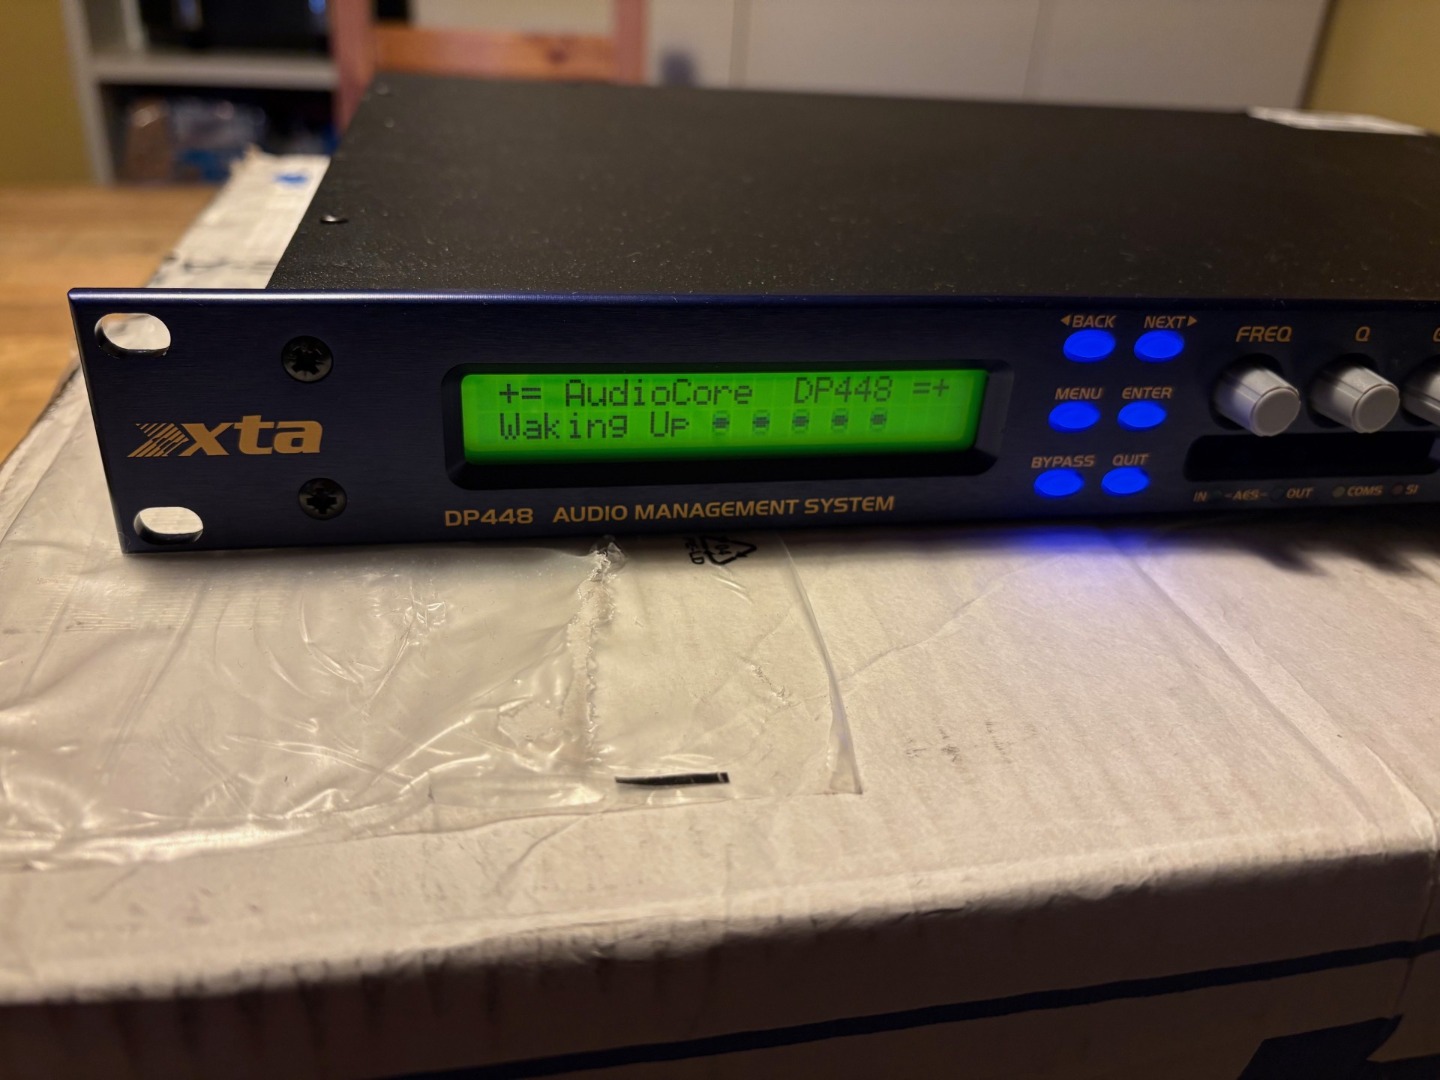 xta
+= AudioCore DP448 =+
Waking Up
DP448 AUDIO MANAGEMENT SYSTEM
◀BACK NEXT▶
MENU ENTER
BYPASS QUIT
FREQ Q
IN -AES- OUT COMS